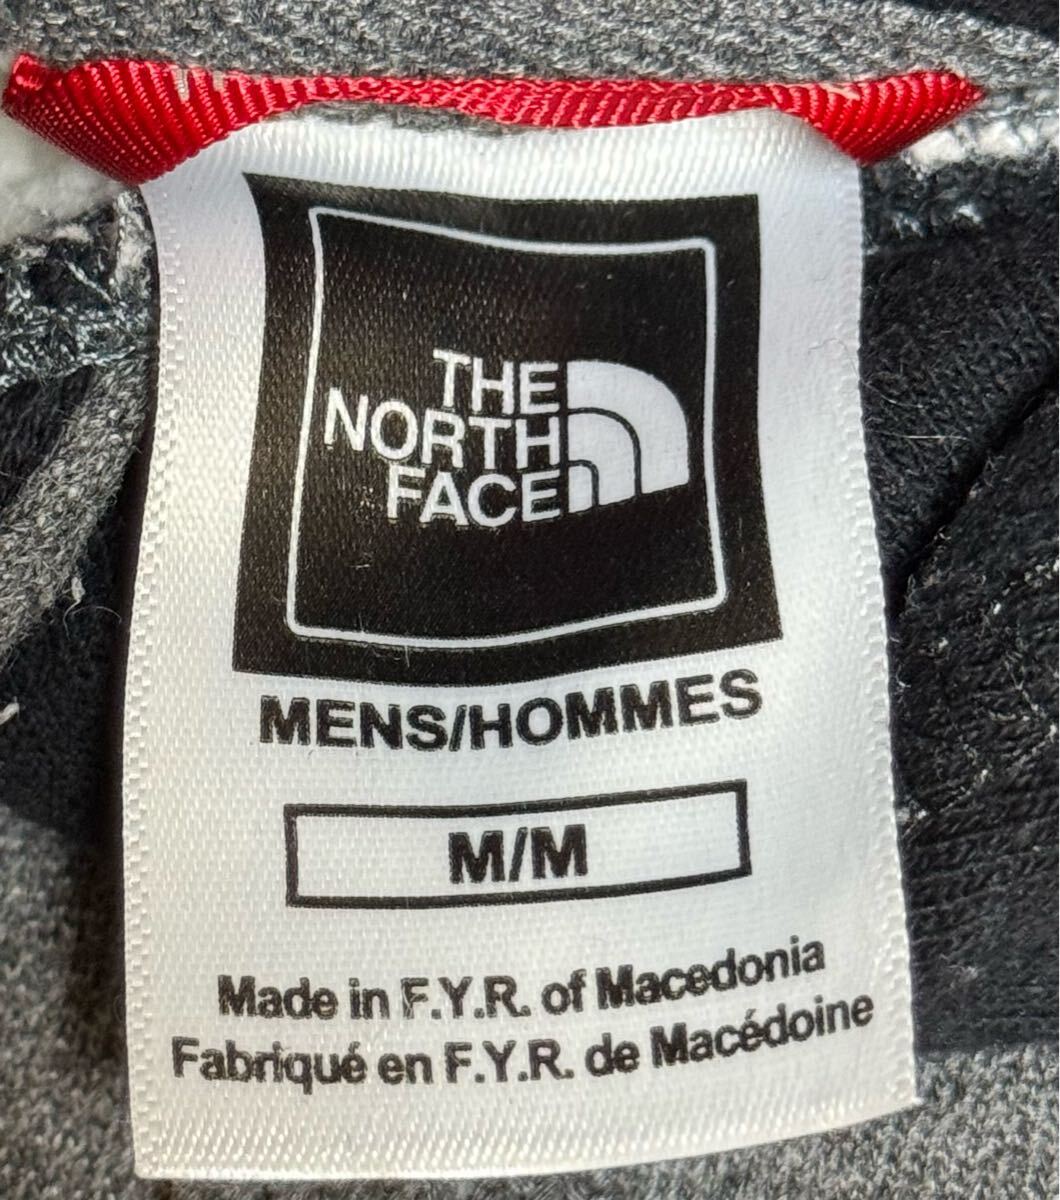 THE
NORTH
FACE
MENS/HOMMES
M/M
Made in F.Y.R. of Macedonia
Fabriqué en F.Y.R. de Macédoine